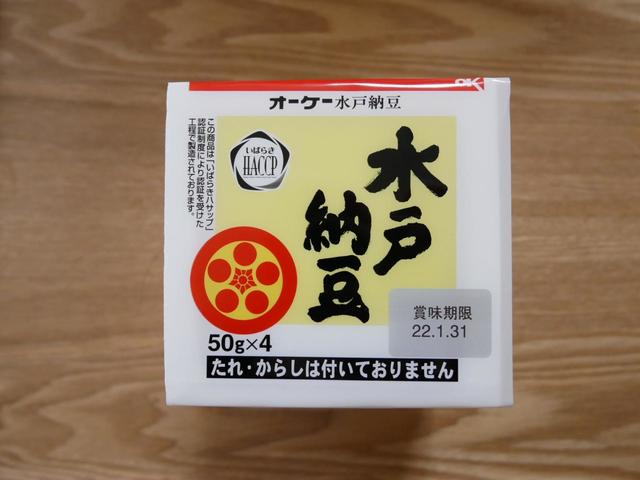 OK
オーケー水戸納豆
この商品は「いばらきハサップ」
認証制度により認証を受けた
工程で製造されております。
いばらき
HACCP
水戸
納豆
賞味期限
22.1.31
50g×4
たれ・からしは付いておりません